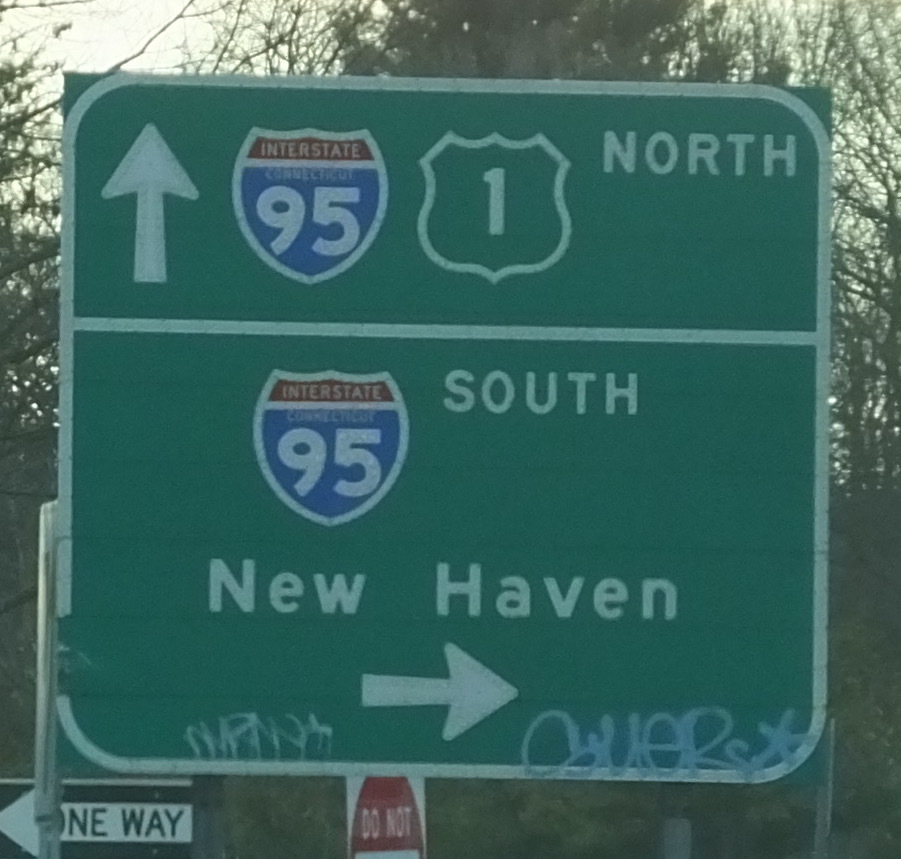 INTERSTATE
CONNECTICUT
95
1
NORTH
INTERSTATE
CONNECTICUT
95
SOUTH
New Haven
ONE WAY
DO NOT